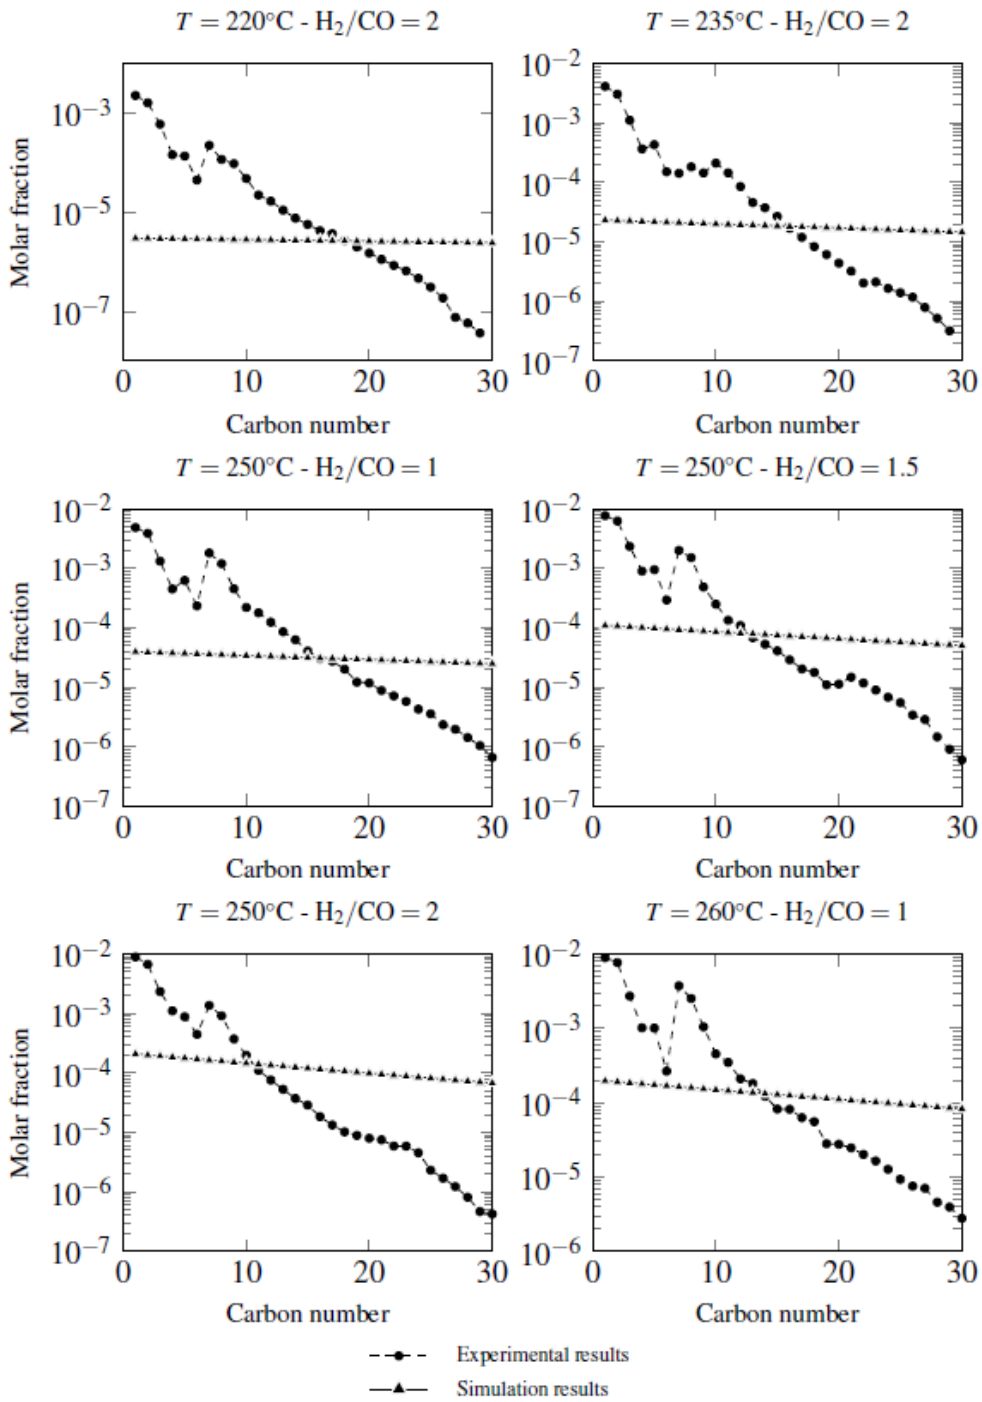 T = 220°C - H₂/CO = 2
T = 235°C - H₂/CO = 2
Molar fraction
10⁻³
10⁻⁵
10⁻⁷
0 10 20 30
Carbon number
10⁻²
10⁻³
10⁻⁴
10⁻⁵
10⁻⁶
10⁻⁷
0 10 20 30
Carbon number
T = 250°C - H₂/CO = 1
T = 250°C - H₂/CO = 1.5
Molar fraction
10⁻²
10⁻³
10⁻⁴
10⁻⁵
10⁻⁶
10⁻⁷
0 10 20 30
Carbon number
10⁻²
10⁻³
10⁻⁴
10⁻⁵
10⁻⁶
10⁻⁷
0 10 20 30
Carbon number
T = 250°C - H₂/CO = 2
T = 260°C - H₂/CO = 1
Molar fraction
10⁻²
10⁻³
10⁻⁴
10⁻⁵
10⁻⁶
10⁻⁷
0 10 20 30
Carbon number
10⁻²
10⁻³
10⁻⁴
10⁻⁵
10⁻⁶
0 10 20 30
Carbon number
Experimental results
Simulation results